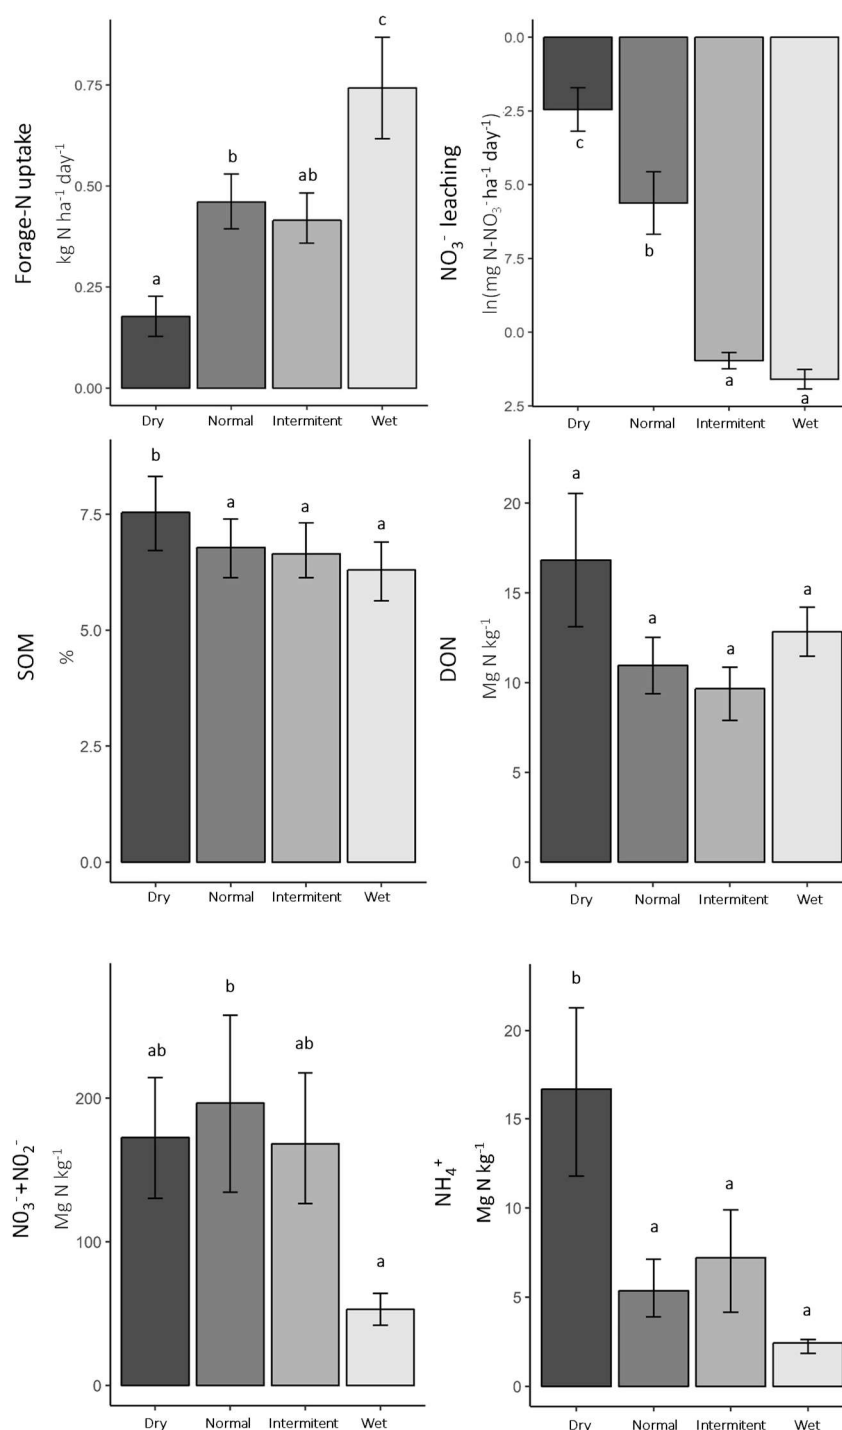 Forage-N uptake
kg N ha⁻¹ day⁻¹
0.75
0.50
0.25
0.00
a
b
ab
c
Dry Normal Intermitent Wet
NO₃⁻ leaching
ln(mg N-NO₃⁻ha⁻¹ day⁻¹)
0.0
2.5
5.0
7.5
0.0
2.5
c
b
a
a
Dry Normal Intermitent Wet
SOM
%
7.5
5.0
2.5
0.0
b
a
a
a
Dry Normal Intermitent Wet
DON
Mg N kg⁻¹
20
15
10
5
0
a
a
a
a
Dry Normal Intermitent Wet
N0₃⁻+NO₂⁻
Mg N kg⁻¹
200
100
0
ab
b
ab
a
Dry Normal Intermitent Wet
NH₄⁺
Mg N kg⁻¹
20
15
10
5
0
b
a
a
a
Dry Normal Intermitent Wet